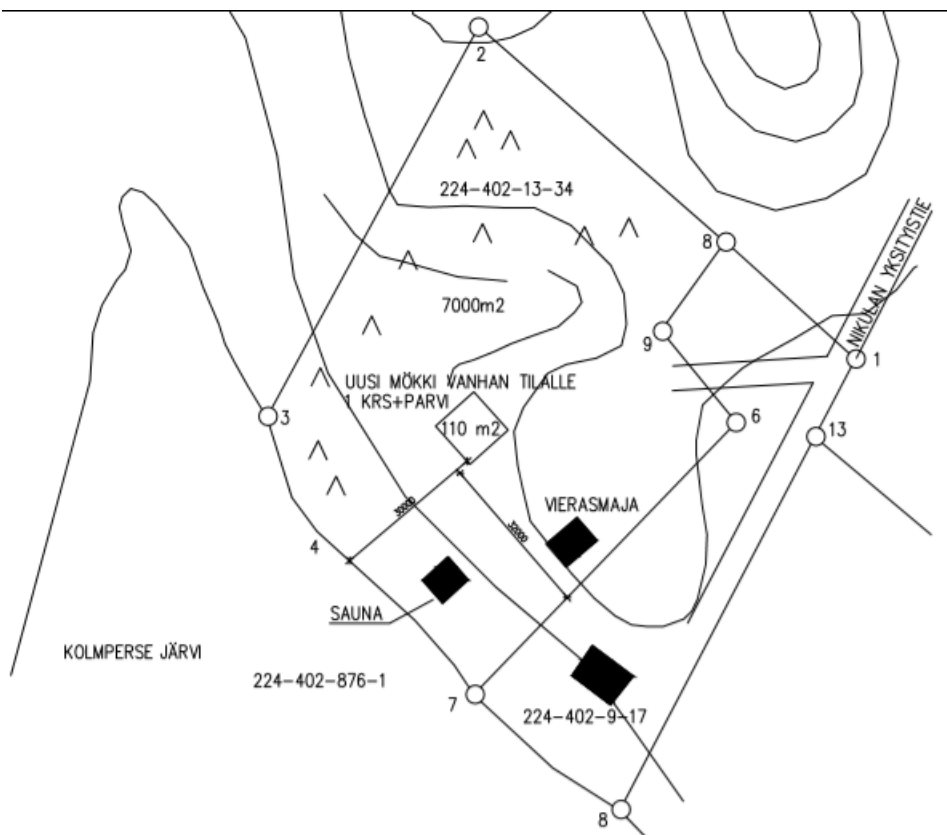 2
224-402-13-34
8
NIKULAN YKSITYISTIE
7000m2
9
1
UUSI MÖKKI VANHAN TILALLE
1 KRS+PARVI
3
110 m2
6
13
30000
VIERASMAJA
32000
4
SAUNA
KOLMPERSE JÄRVI
224-402-876-1
7
224-402-9-17
8